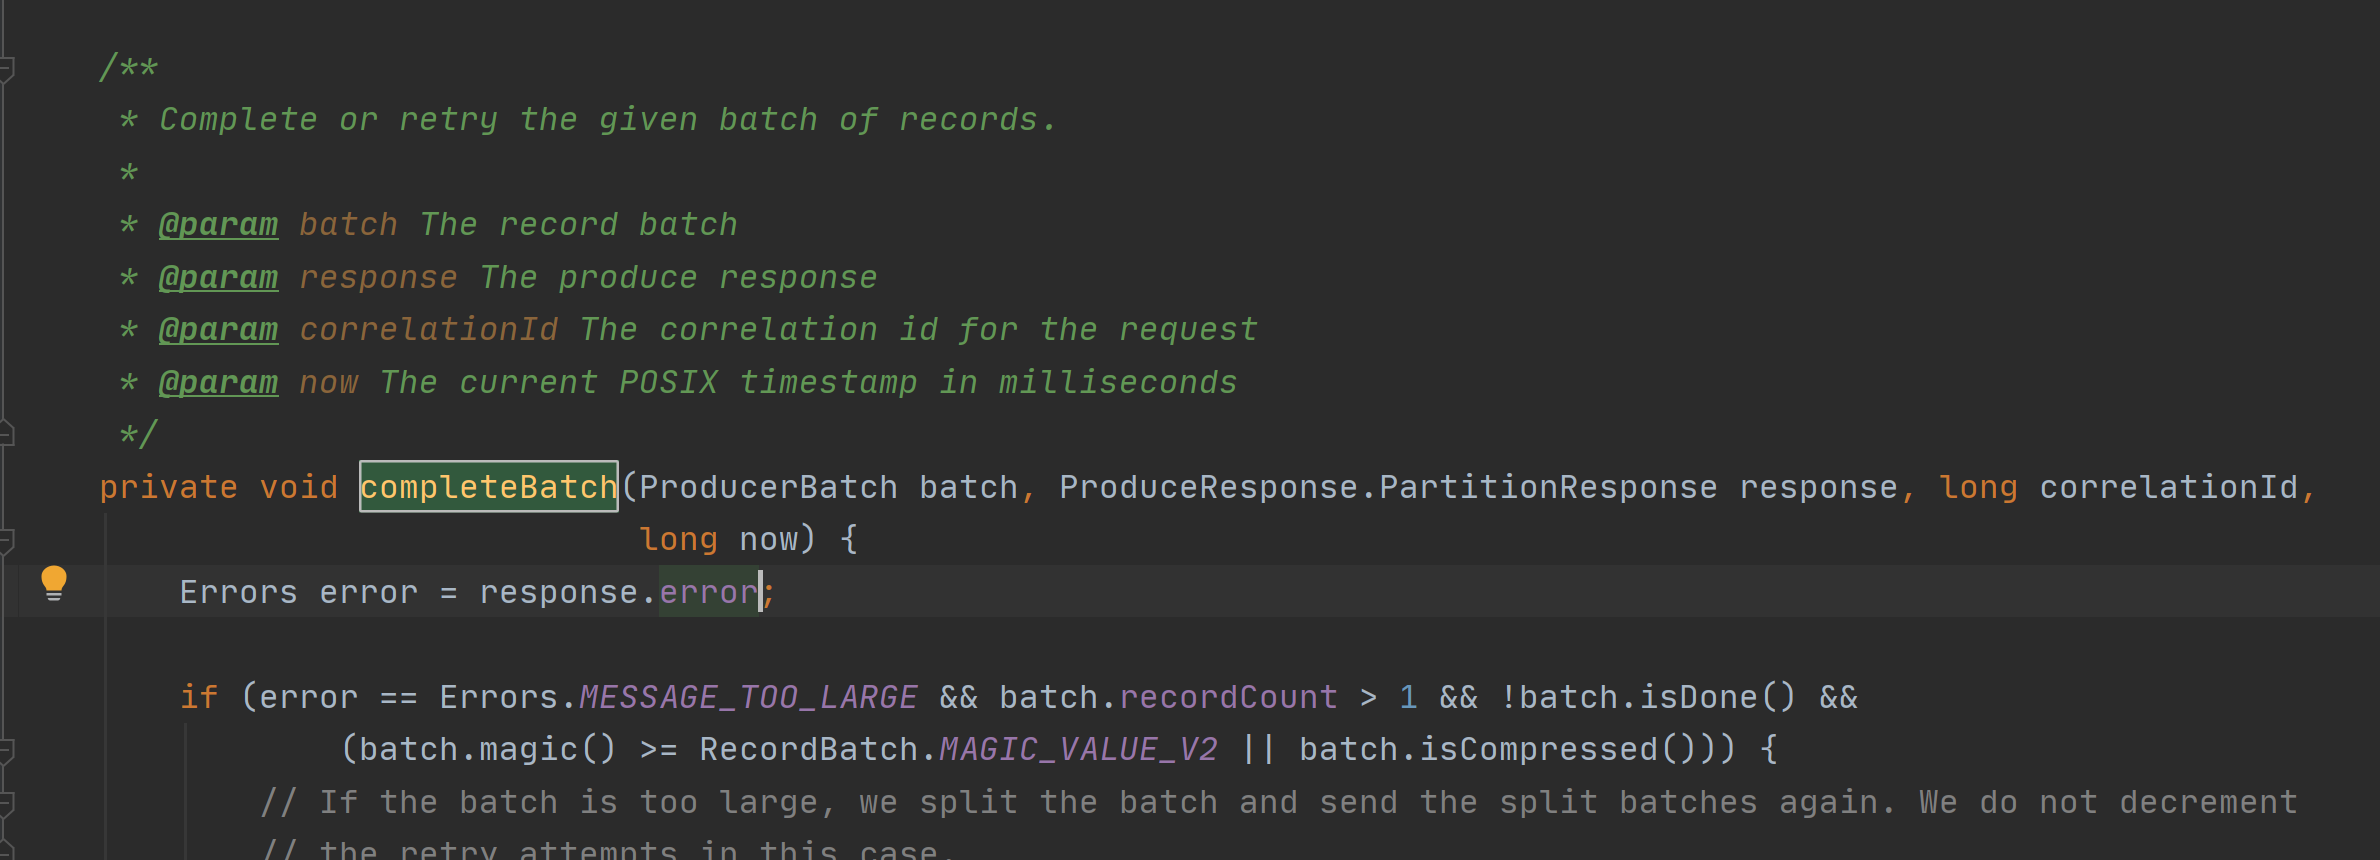 /**
 * Complete or retry the given batch of records.
 *
 * @param batch The record batch
 * @param response The produce response
 * @param correlationId The correlation id for the request
 * @param now The current POSIX timestamp in milliseconds
 */
private void completeBatch(ProducerBatch batch, ProduceResponse.PartitionResponse response, long correlationId,
                           long now) {
    Errors error = response.error;
    if (error == Errors.MESSAGE_TOO_LARGE && batch.recordCount > 1 && !batch.isDone() &&
            (batch.magic() >= RecordBatch.MAGIC_VALUE_V2 || batch.isCompressed())) {
        // If the batch is too large, we split the batch and send the split batches again. We do not decrement
        // the retry attempts in this case.